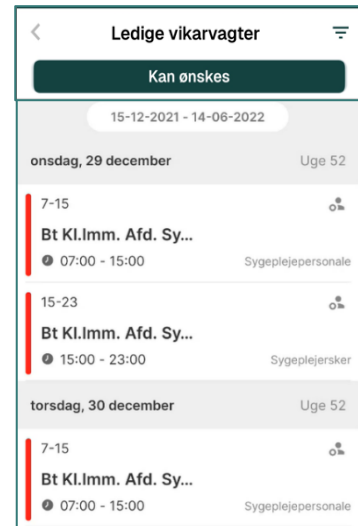 Ledige vikarvagter
Kan ønskes
15-12-2021 - 14-06-2022
onsdag, 29 december Uge 52
7-15
Bt Kl.Imm. Afd. Sy...
07:00 - 15:00 Sygeplejepersonale
15-23
Bt Kl.Imm. Afd. Sy...
15:00 - 23:00 Sygeplejersker
torsdag, 30 december Uge 52
7-15
Bt Kl.Imm. Afd. Sy...
07:00 - 15:00 Sygeplejepersonale